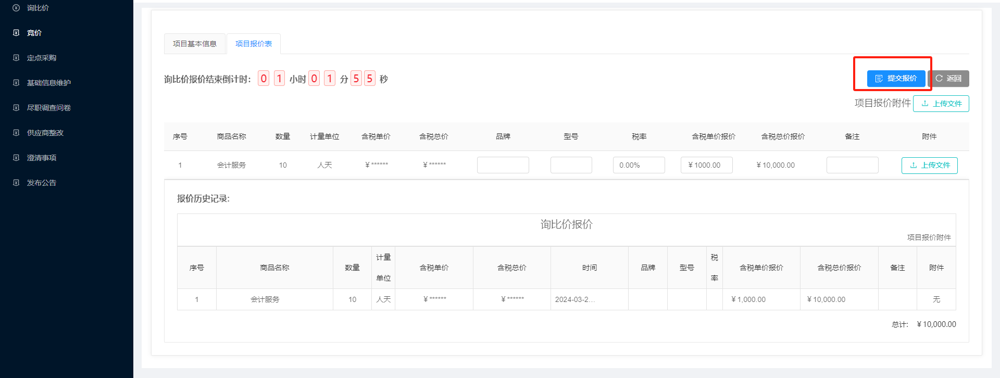 询比价
竞价
定点采购
基础信息维护
尽职调查问卷
供应商整改
澄清事项
发布公告
项目基本信息 项目报价表
询比价报价结束倒计时： 0 1 小时 0 1 分 5 5 秒 提交报价 返回
项目报价附件 上传文件
序号 商品名称 数量 计量单位 含税单价 含税总价 品牌 型号 税率 含税单价报价 含税总价报价 备注 附件
1 会计服务 10 人天 ¥ ****** ¥ ****** 0.00% ¥ 1000.00 ¥ 10,000.00 上传文件
报价历史记录:
询比价报价
项目报价附件
序号 商品名称 数量 计量单位 含税单价 含税总价 时间 品牌 型号 税率 含税单价报价 含税总价报价 备注 附件
1 会计服务 10 人天 ¥ ****** ¥ ****** 2024-03-2... ¥ 1,000.00 ¥ 10,000.00 无
总计: ¥ 10,000.00